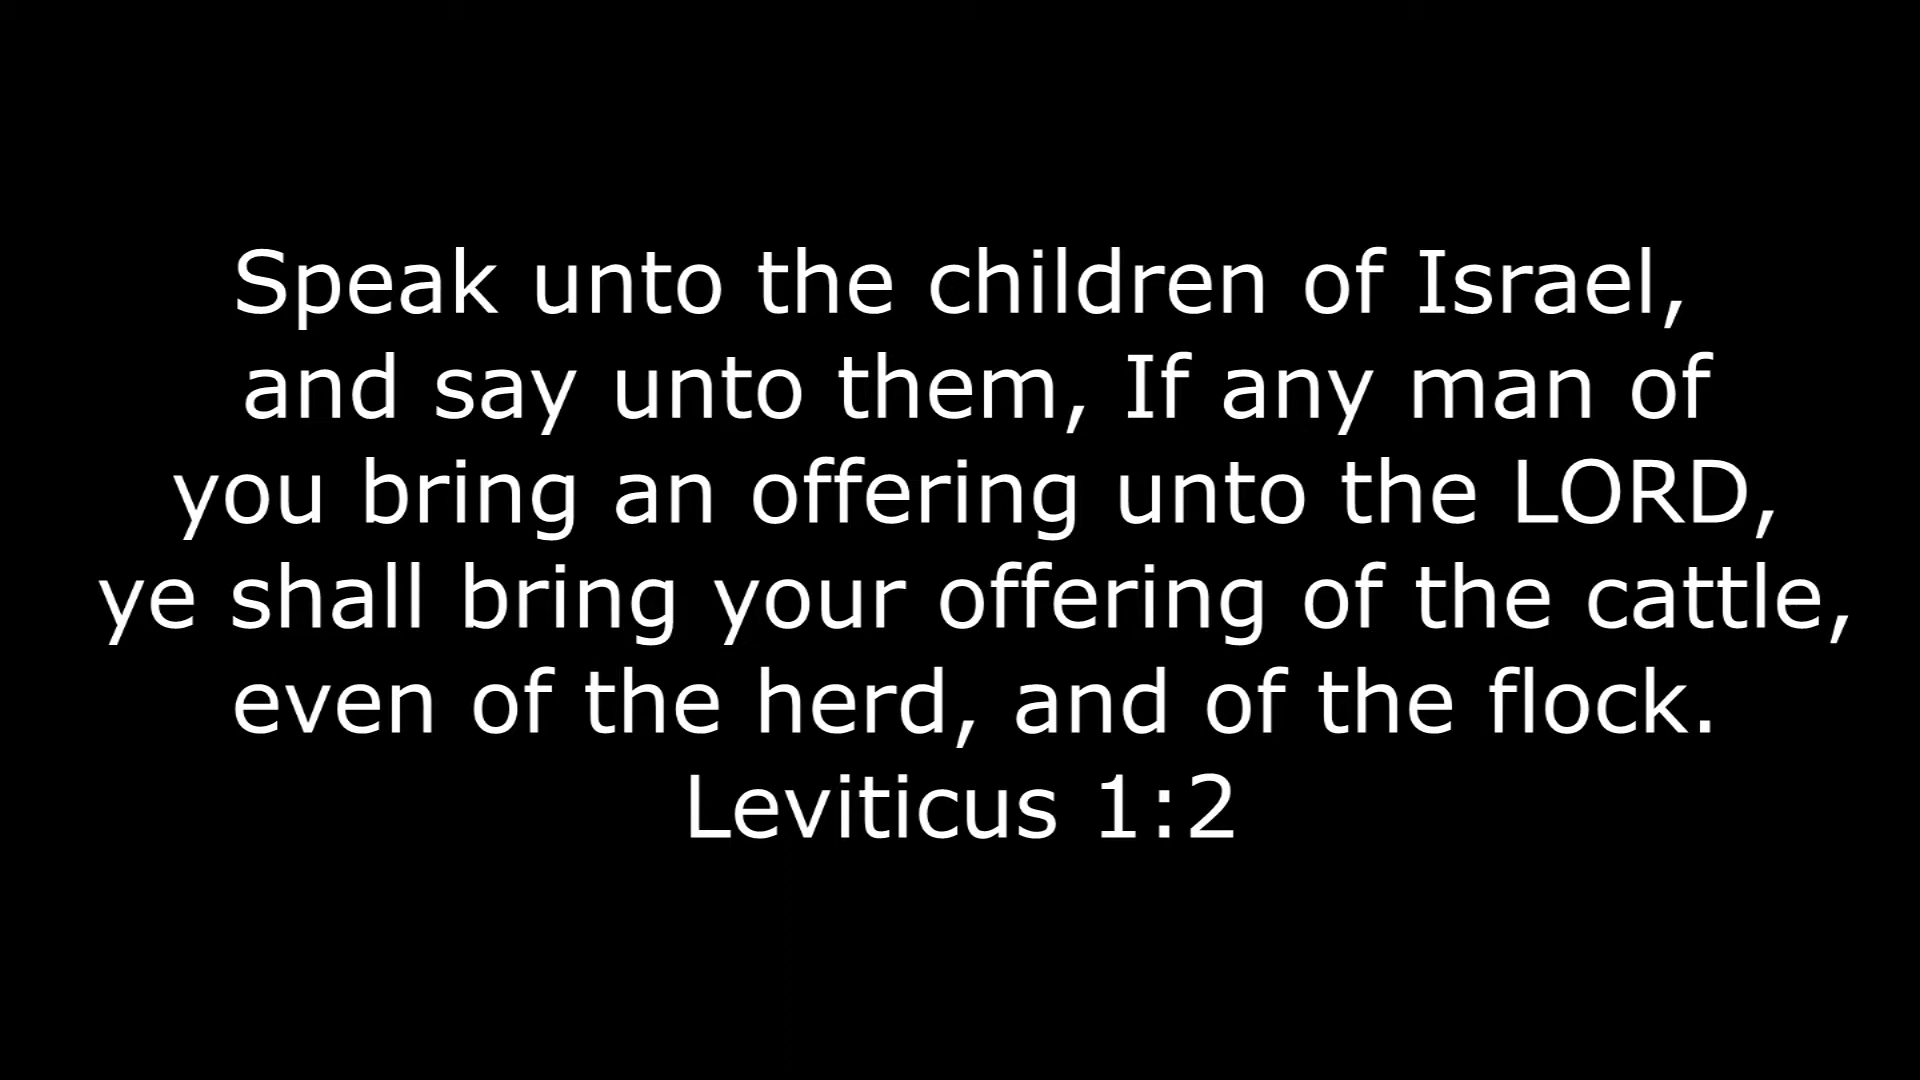 Speak unto the children of Israel,
and say unto them, If any man of
you bring an offering unto the LORD,
ye shall bring your offering of the cattle,
even of the herd, and of the flock.
Leviticus 1:2